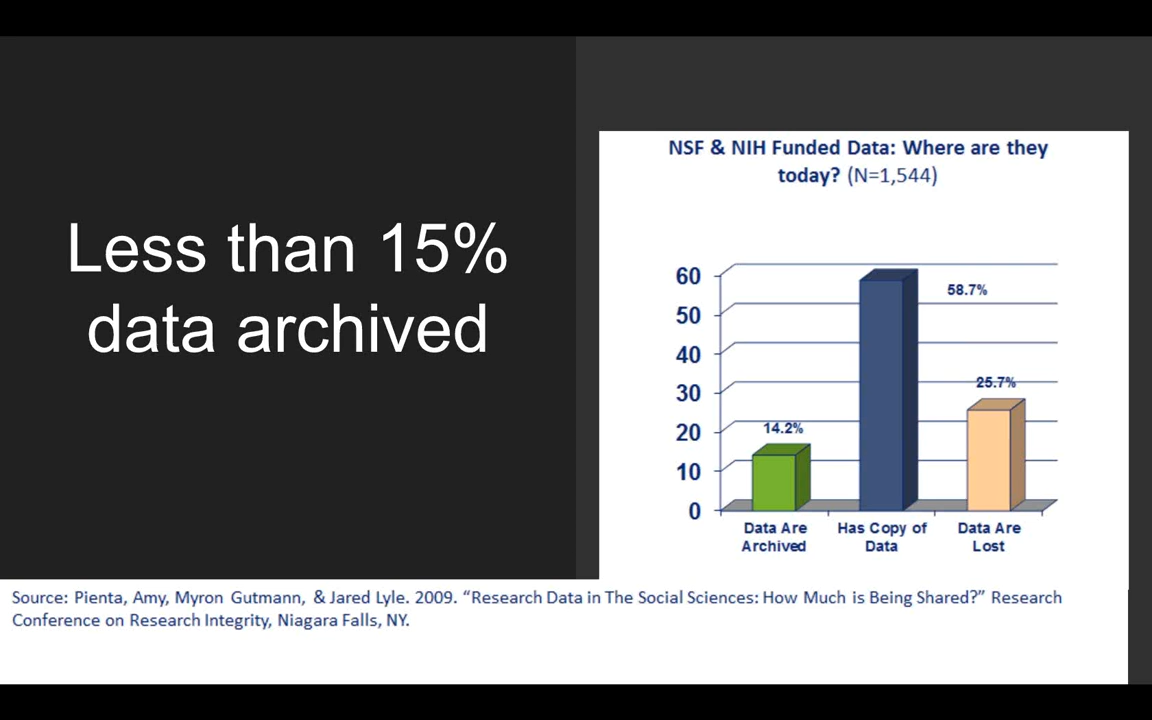 Less than 15%
data archived
NSF & NIH Funded Data: Where are they
today? (N=1,544)
60
50
40
30
20
10
0
58.7%
25.7%
14.2%
Data Are
Archived
Has Copy of
Data
Data Are
Lost
Source: Pienta, Amy, Myron Gutmann, & Jared Lyle. 2009. “Research Data in The Social Sciences: How Much is Being Shared?” Research
Conference on Research Integrity, Niagara Falls, NY.